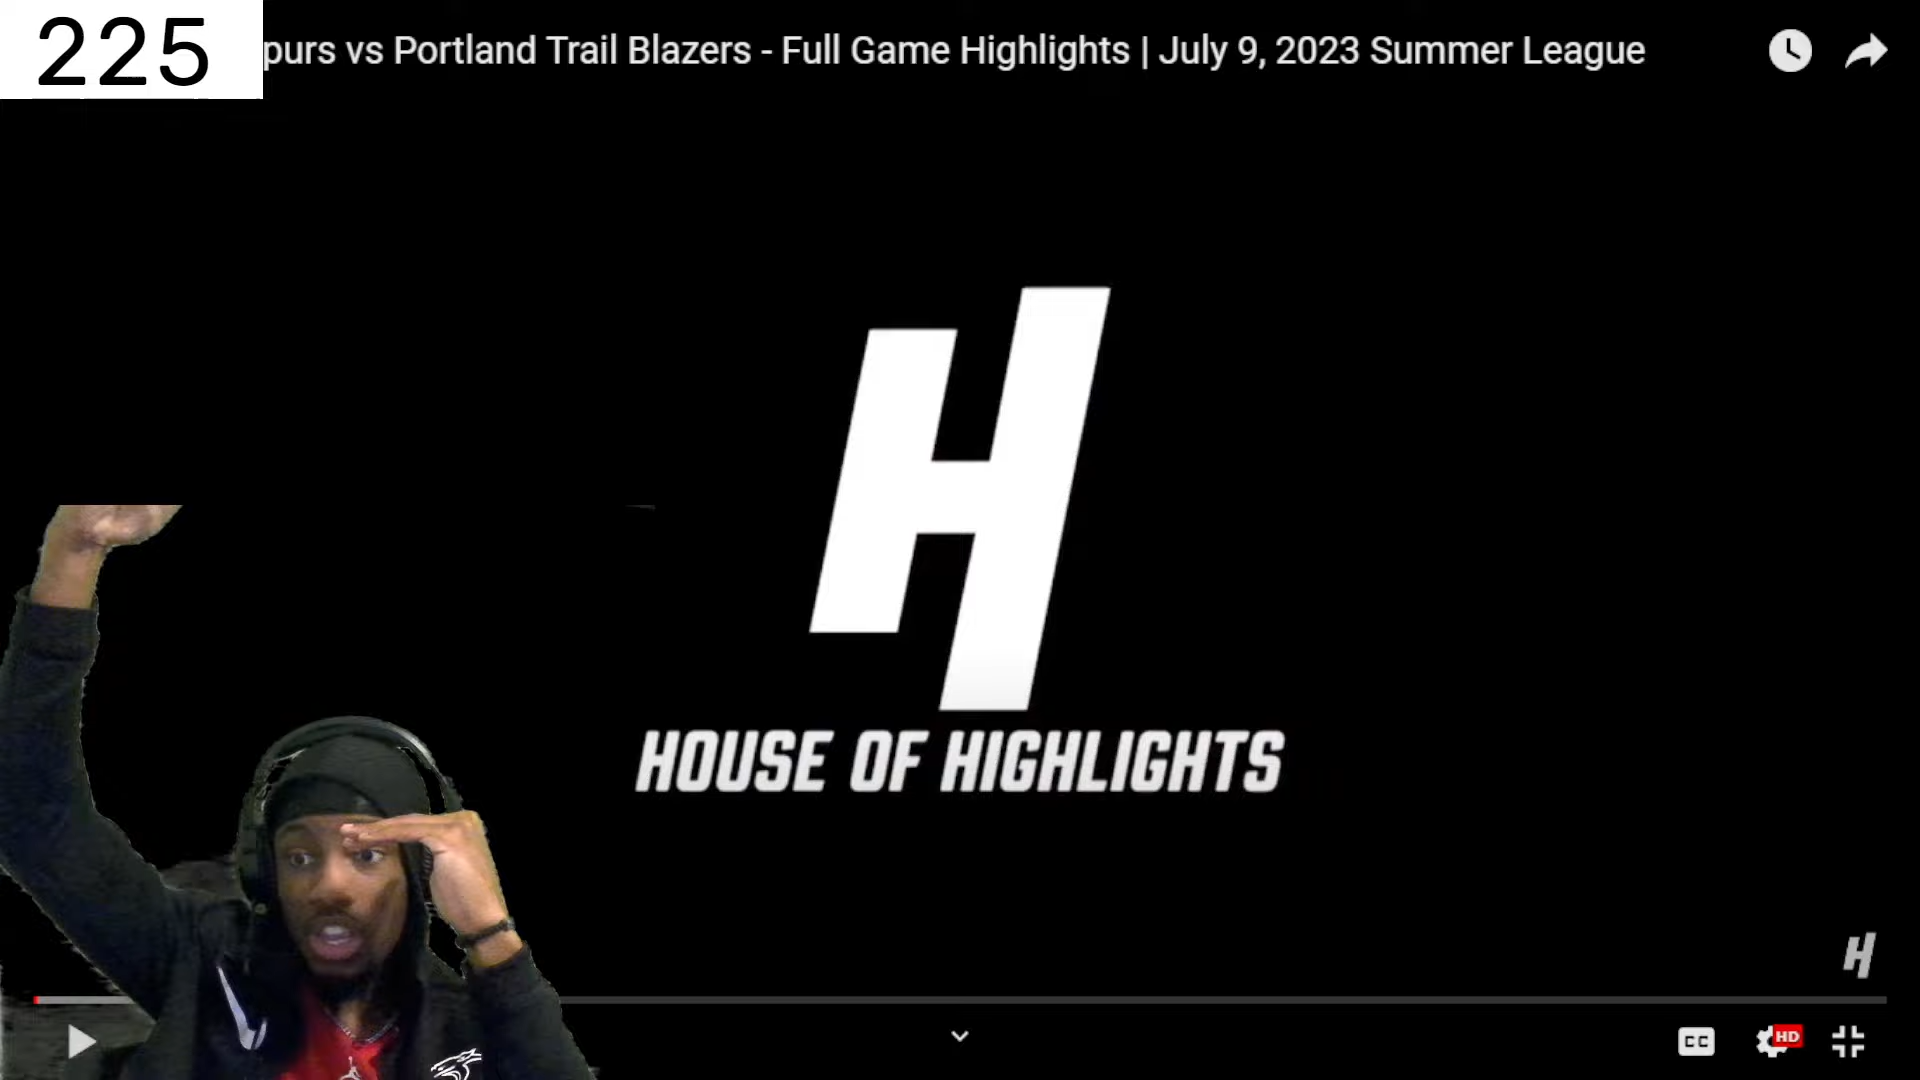 225
purs vs Portland Trail Blazers - Full Game Highlights | July 9, 2023 Summer League
H
HOUSE OF HIGHLIGHTS
H
CC
HD